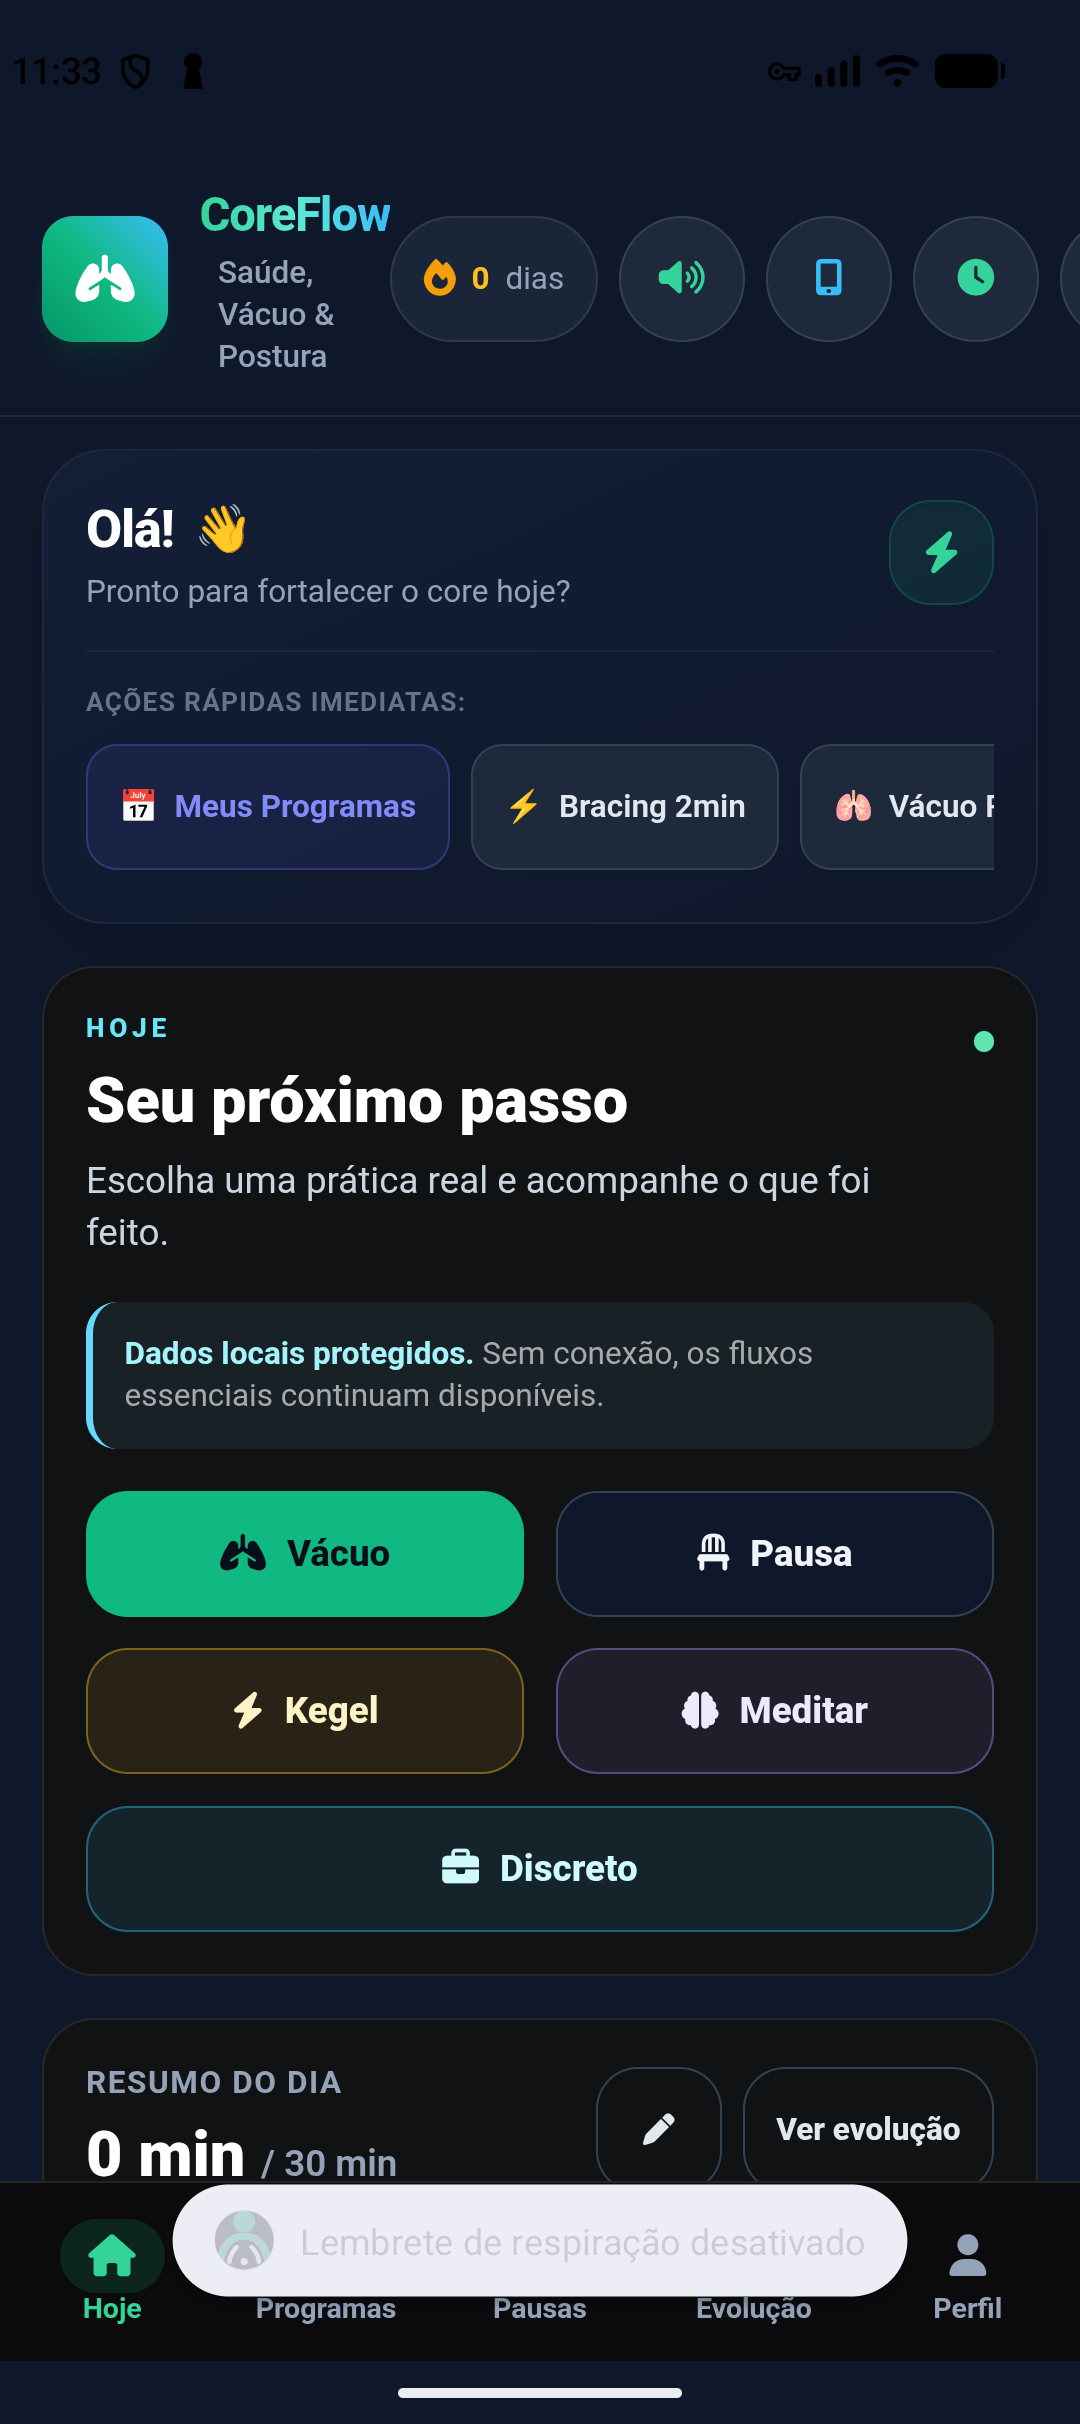 11:33
CoreFlow
Saúde,
Vácuo &
Postura
0 dias
Olá! 👋
Pronto para fortalecer o core hoje?
AÇÕES RÁPIDAS IMEDIATAS:
📅 Meus Programas
⚡ Bracing 2min
🫁 Vácuo
HOJE
Seu próximo passo
Escolha uma prática real e acompanhe o que foi
feito.
Dados locais protegidos. Sem conexão, os fluxos
essenciais continuam disponíveis.
Vácuo
Pausa
Kegel
Meditar
Discreto
RESUMO DO DIA
0 min / 30 min
Ver evolução
Lembrete de respiração desativado
Hoje
Programas
Pausas
Evolução
Perfil